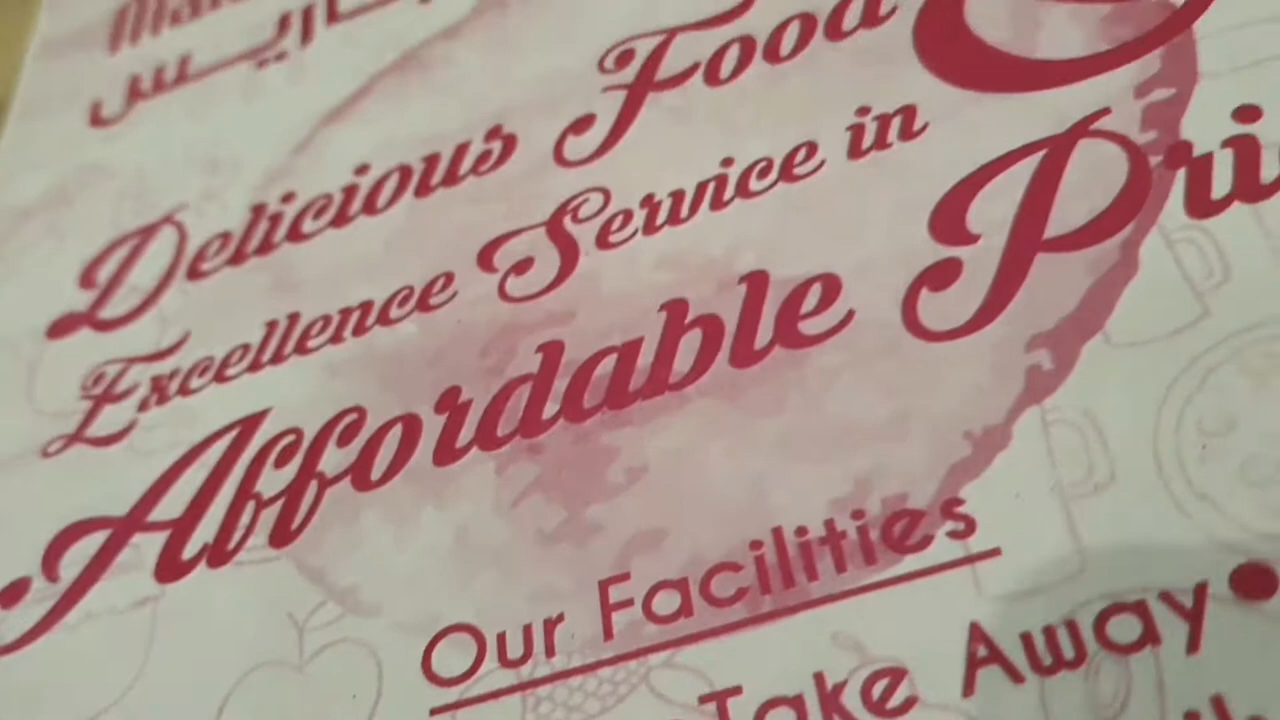 Delicious Food
Excellence Service in
Affordable
Our Facilities
Take Away